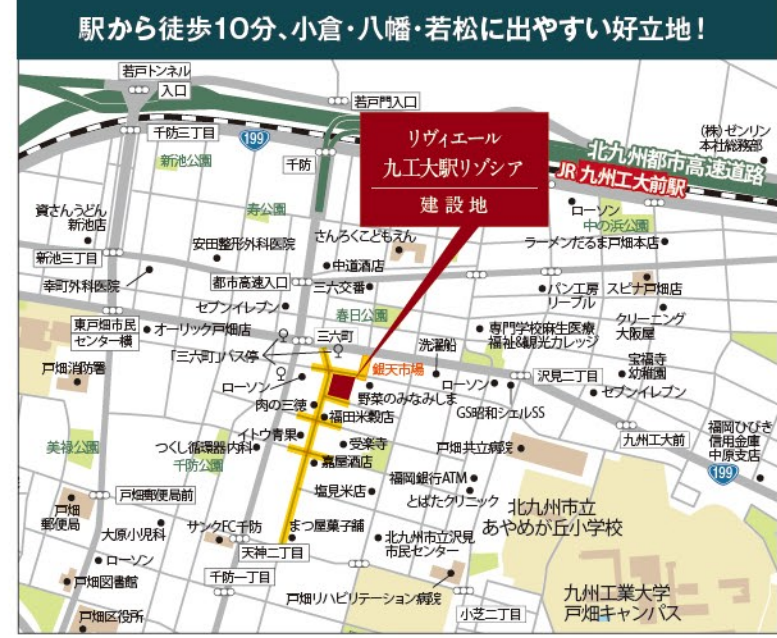 駅から徒歩10分、小倉・八幡・若松に出やすい好立地！
若戸トンネル
入口
若戸門入口
千防三丁目
199
新池公園
千防
リヴィエール
九工大駅リゾシア
建設地
(株)ゼンリン
本社総務部
北九州都市高速道路
JR 九州工大前駅
資さんうどん
新池店
寿公園
安田整形外科医院
さんろくこどもえん
ローソン
中の浜公園
ラーメンだるま戸畑本店
新池三丁目
幸町外科医院
都市高速入口
中道酒店
三六交番
パン工房
リーブル
スピナ戸畑店
セブンイレブン
春日公園
クリーニング
大阪屋
東戸畑市民
センター横
オーリック戸畑店
三六町
「三六町」バス停
洗濯船
専門学校麻生医療
福祉&観光カレッジ
宝福寺
幼稚園
戸畑消防署
銀天市場
沢見二丁目
ローソン
野菜のみなみしま
ローソン
セブンイレブン
肉の三徳
福田米穀店
GS昭和シェルSS
美禄公園
イトウ青果
つくし循環器内科
千防公園
受楽寺
嘉屋酒店
戸畑共立病院
九州工大前
福岡ひびき
信用金庫
中原支店
199
塩見米店
福岡銀行ATM
とばたクリニック
戸畑郵便局前
戸畑
郵便局
大原小児科
サンクFC千防
まつ屋菓子舗
天神二丁目
北九州市立沢見
市民センター
北九州市立
あやめが丘小学校
ローソン
戸畑図書館
千防一丁目
戸畑リハビリテーション病院
小芝二丁目
九州工業大学
戸畑キャンパス
戸畑区役所